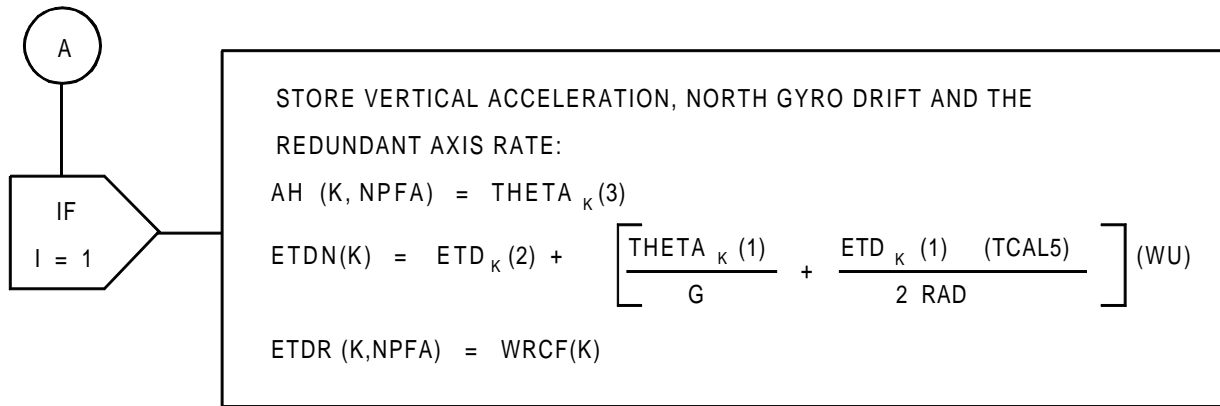 A
IF
I = 1
STORE VERTICAL ACCELERATION, NORTH GYRO DRIFT AND THE
REDUNDANT AXIS RATE:
AH (K, NPFA) = THETA K (3)
ETDN(K) = ETD K (2) + [ THETA K (1) / G + ETD K (1) (TCAL5) / 2 RAD ] (WU)
ETDR (K,NPFA) = WRCF(K)